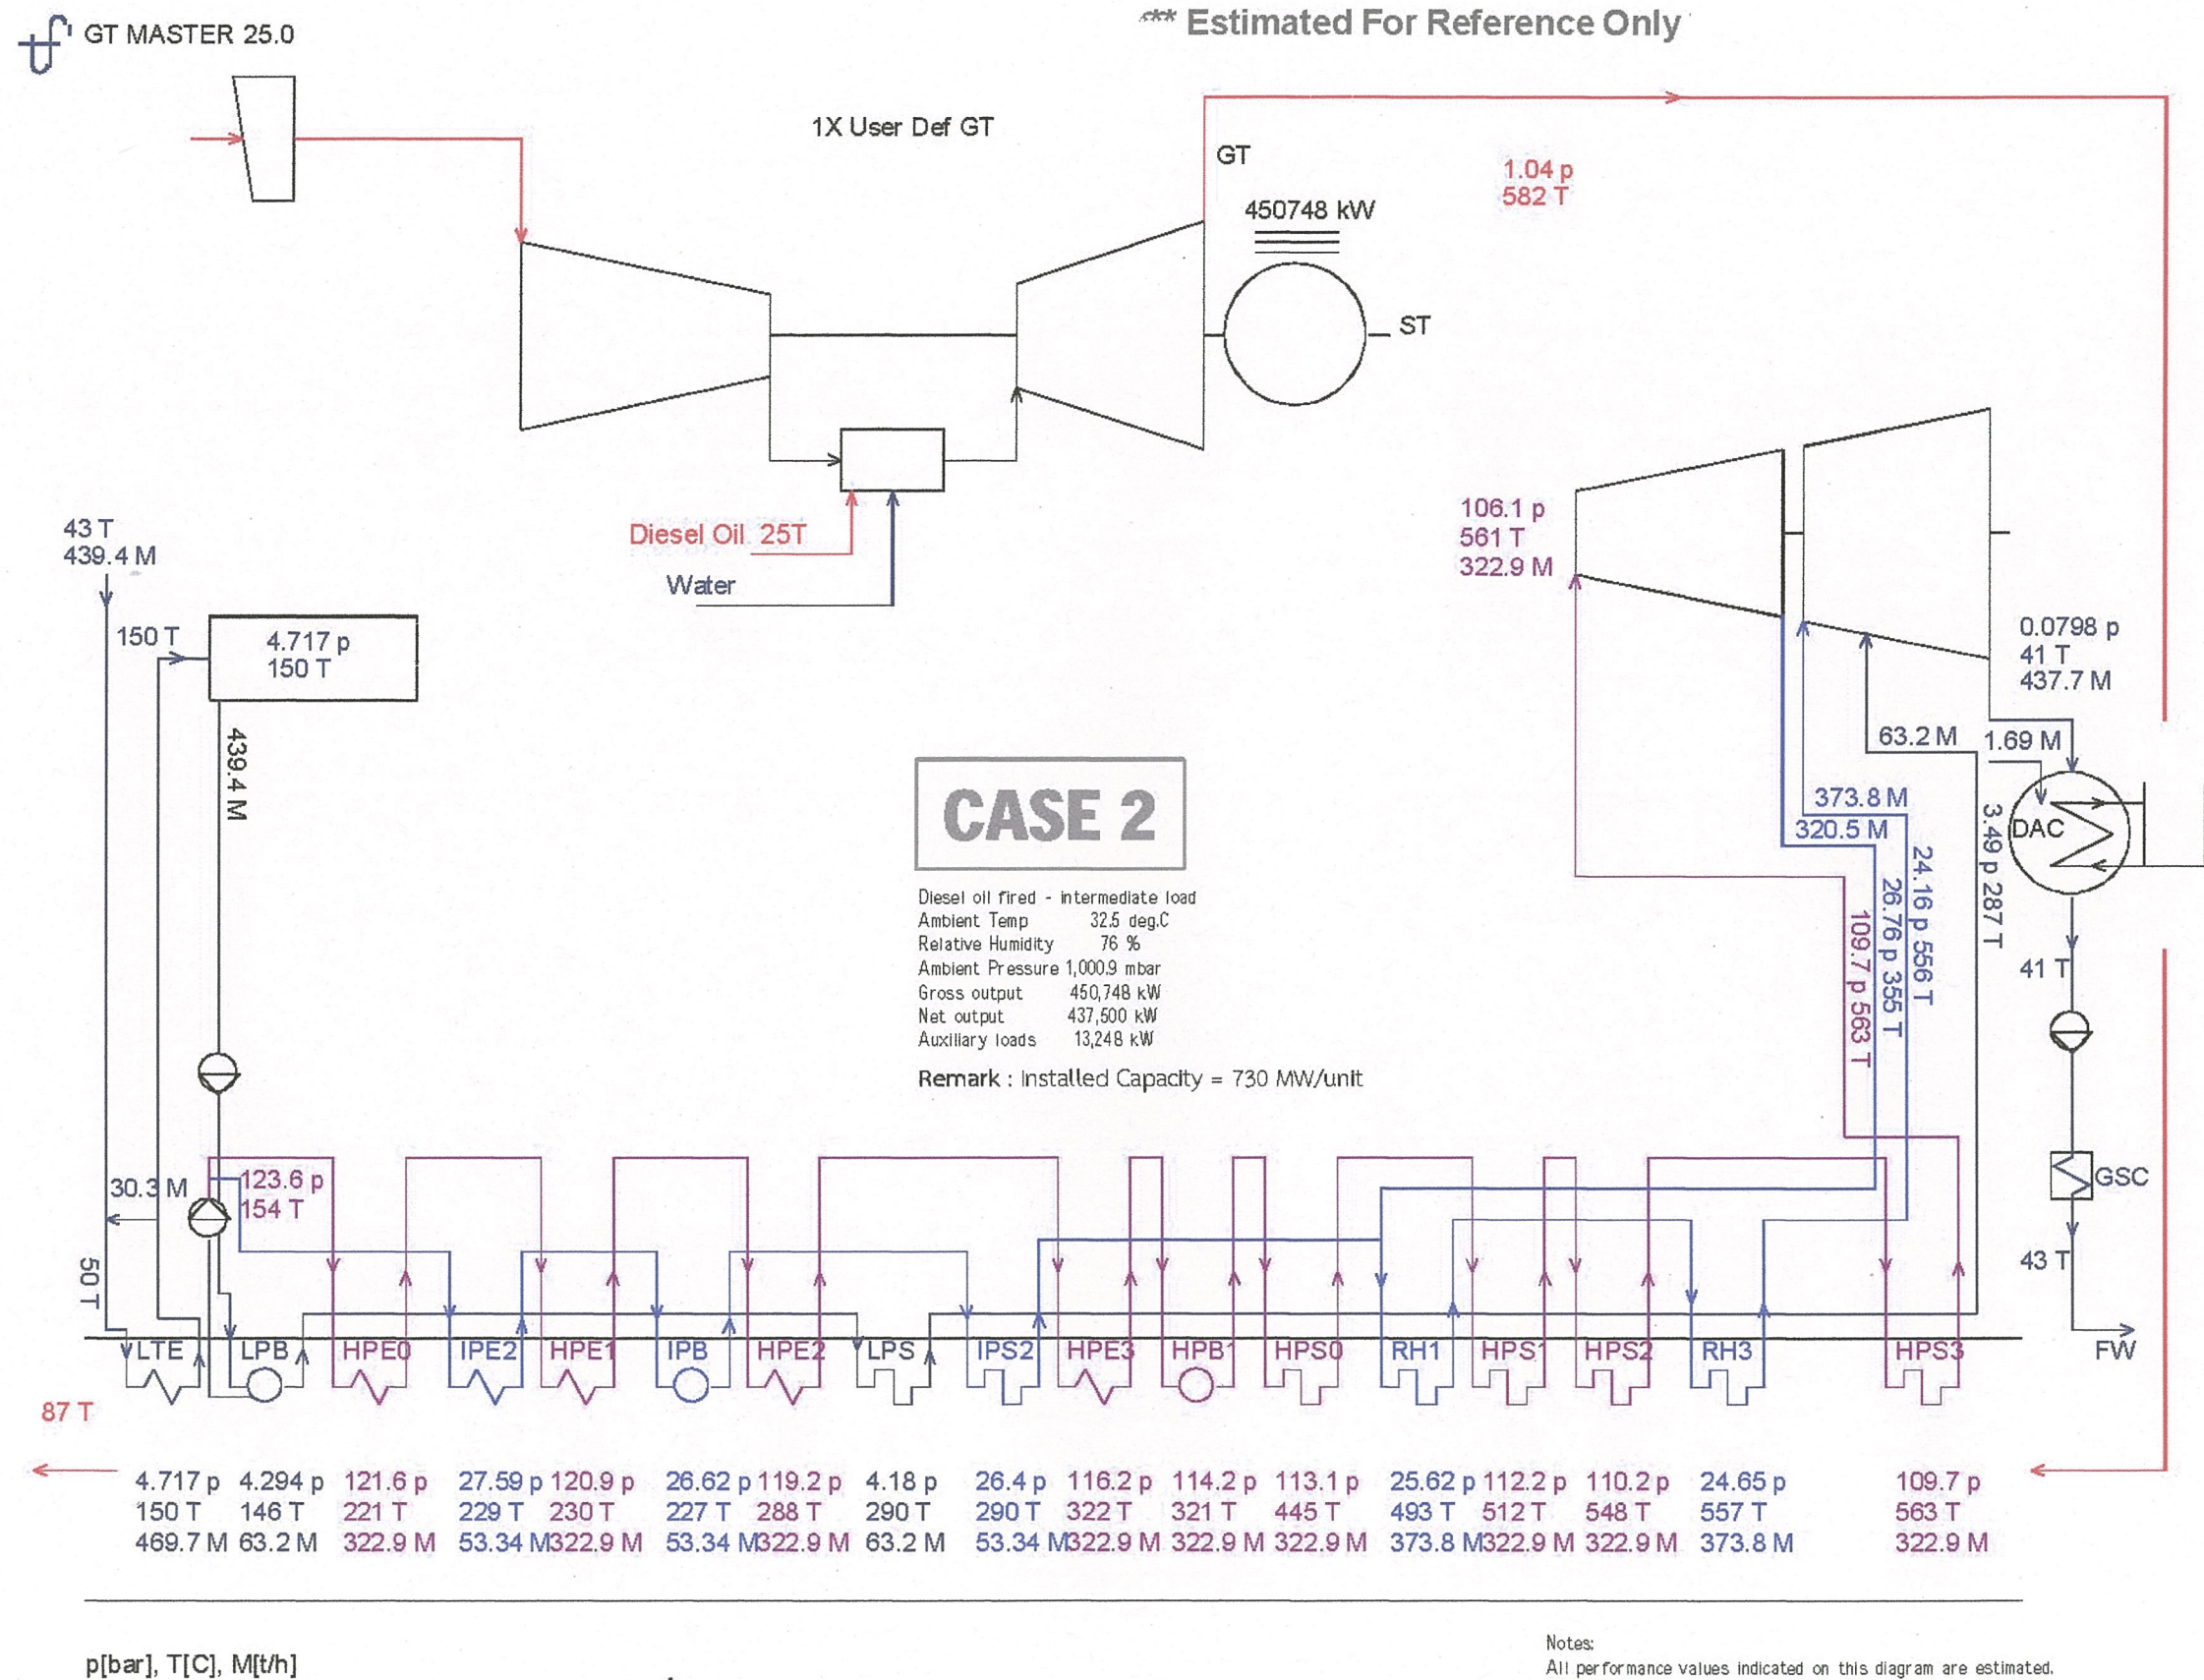 *** Estimated For Reference Only
GT MASTER 25.0
1X User Def GT
GT
1.04 p
582 T
450748 kW
ST
Diesel Oil 25T
Water
43 T
439.4 M
150 T
4.717 p
150 T
439.4 M
106.1 p
561 T
322.9 M
0.0798 p
41 T
437.7 M
63.2 M
1.69 M
373.8 M
320.5 M
DAC
3.49 p 287 T
24.16 p 556 T
26.76 p 355 T
109.7 p 563 T
41 T
GSC
43 T
FW
CASE 2
Diesel oil fired - intermediate load
Ambient Temp 32.5 deg.C
Relative Humidity 76 %
Ambient Pressure 1,000.9 mbar
Gross output 450,748 kW
Net output 437,500 kW
Auxiliary loads 13,248 kW
Remark : Installed Capacity = 730 MW/unit
30.3 M
123.6 p
154 T
50 T
LTE LPB HPE0 IPE2 HPE1 IPB HPE2 LPS IPS2 HPE3 HPB1 HPS0 RH1 HPS1 HPS2 RH3 HPS3
87 T
4.717 p 4.294 p 121.6 p 27.59 p 120.9 p 26.62 p 119.2 p 4.18 p 26.4 p 116.2 p 114.2 p 113.1 p 25.62 p 112.2 p 110.2 p 24.65 p 109.7 p
150 T 146 T 221 T 229 T 230 T 227 T 288 T 290 T 290 T 322 T 321 T 445 T 493 T 512 T 548 T 557 T 563 T
469.7 M 63.2 M 322.9 M 53.34 M 322.9 M 53.34 M 322.9 M 63.2 M 53.34 M 322.9 M 322.9 M 322.9 M 373.8 M 322.9 M 322.9 M 373.8 M 322.9 M
p[bar], T[C], M[t/h]
Notes:
All performance values indicated on this diagram are estimated.